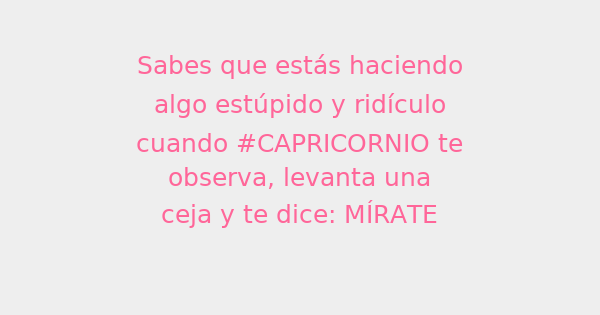 Sabes que estás haciendo
algo estúpido y ridículo
cuando #CAPRICORNIO te
observa, levanta una
ceja y te dice: MÍRATE